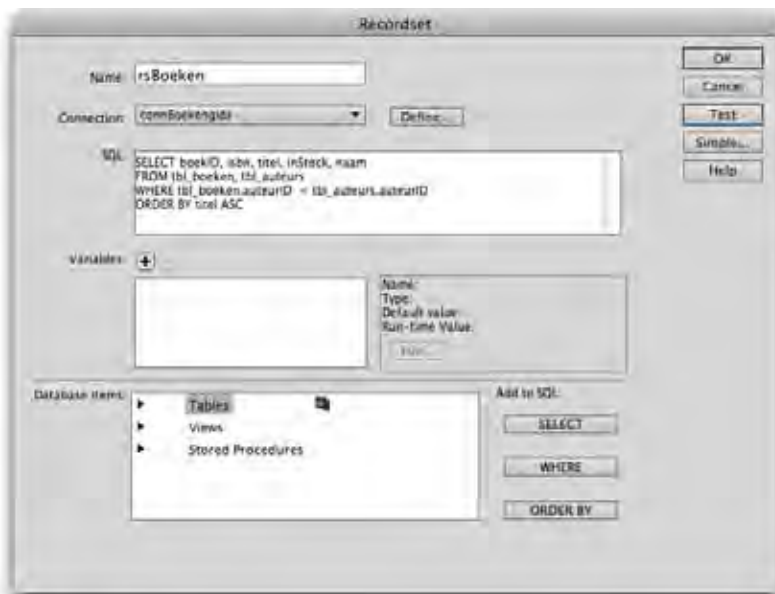 Recordset
Name: rsBoeken
Connection: connBoekengids Define...
SQL: SELECT boekID, isbn, titel, inStock, naam
FROM tbl_boeken, tbl_auteurs
WHERE tbl_boeken.auteurID = tbl_auteurs.auteurID
ORDER BY titel ASC
OK
Cancel
Test
Simple...
Help
Variables:
Name:
Type:
Default value:
Run-time Value:
Edit...
Database items:
Tables
Views
Stored Procedures
Add to SQL:
SELECT
WHERE
ORDER BY